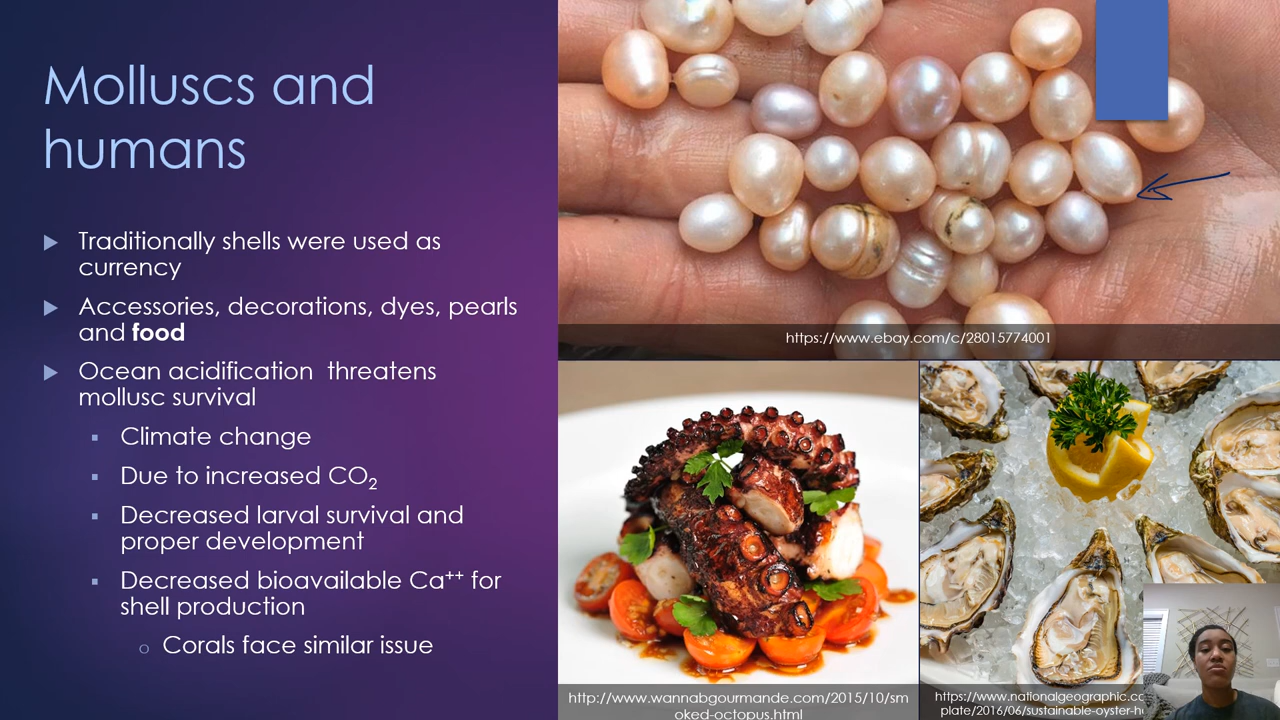 Molluscs and
humans
Traditionally shells were used as
currency
Accessories, decorations, dyes, pearls
and food
Ocean acidification threatens
mollusc survival
Climate change
Due to increased CO₂
Decreased larval survival and
proper development
Decreased bioavailable Ca⁺⁺ for
shell production
Corals face similar issue
https://www.ebay.com/c/28015774001
http://www.wannabgourmande.com/2015/10/sm
oked-octopus.html
https://www.nationalgeographic.co
plate/2016/06/sustainable-oyster-h